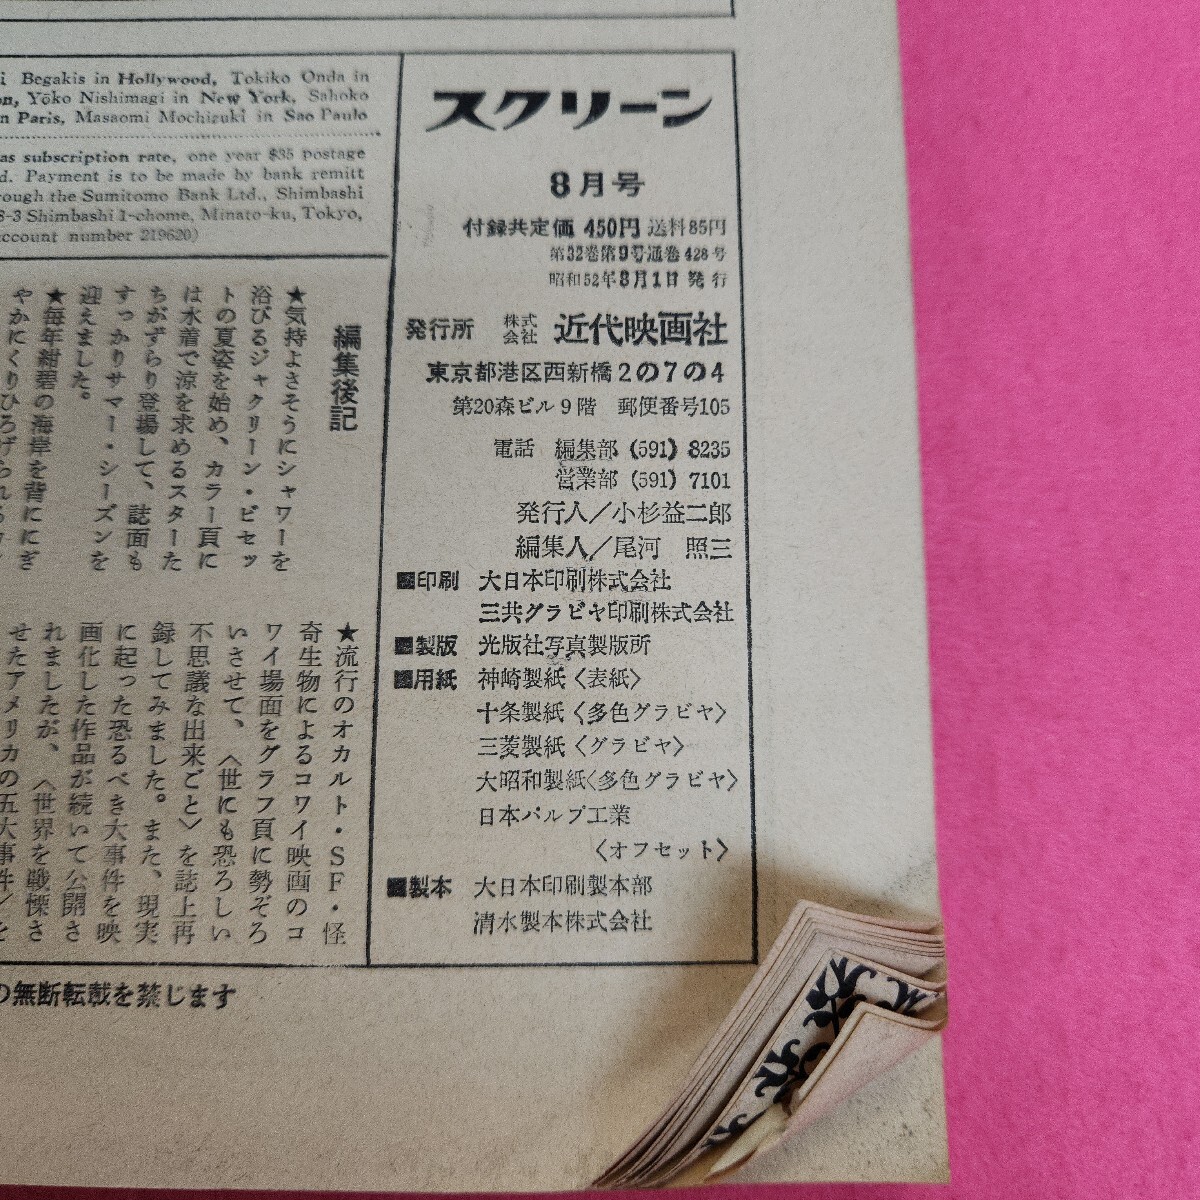 i Begakis in Hollywood, Tokiko Onda in
on, Yōko Nishimagi in New York, Sahoko
n Paris, Masaomi Mochizuki in Sao Paulo
as subscription rate, one year $35 postage
d. Payment is to be made by bank remitt
rough the Sumitomo Bank Ltd., Shimbashi
8-3 Shimbashi 1-chome, Minato-ku, Tokyo,
ccount number 219620)
スクリーン
8月号
付録共定価 450円 送料85円
第32巻第9号通巻428号
昭和52年8月1日発行
発行所 株式会社 近代映画社
東京都港区西新橋2の7の4
第20森ビル9階 郵便番号105
電話 編集部 (591) 8235
営業部 (591) 7101
発行人/小杉益二郎
編集人/尾河 照三
■印刷 大日本印刷株式会社
三共グラビヤ印刷株式会社
■製版 光版社写真製版所
■用紙 神崎製紙〈表紙〉
十条製紙〈多色グラビヤ〉
三菱製紙〈グラビヤ〉
大昭和製紙〈多色グラビヤ〉
日本パルプ工業
〈オフセット〉
■製本 大日本印刷製本部
清水製本株式会社
編集後記
★気持よさそうにシャワーを
浴びるジャクリーン・ビセッ
トの夏姿を始め、カラー頁に
は水着で涼を求めるスターた
ちがずらり登場して、誌面も
すっかりサマー・シーズンを
迎えました。
★毎年紺碧の海岸を背ににぎ
やかにくりひろげられるカン
★流行のオカルト・SF・怪
奇生物によるコワイ映画のコ
ワイ場面をグラフ頁に勢ぞろ
いさせて、〈世にも恐ろしい
不思議な出来ごと〉を誌上再
録してみました。また、現実
に起った恐るべき大事件を映
画化した作品が続いて公開さ
れましたが、〈世界を戦慄さ
せたアメリカの五大事件〉を
の無断転載を禁じます